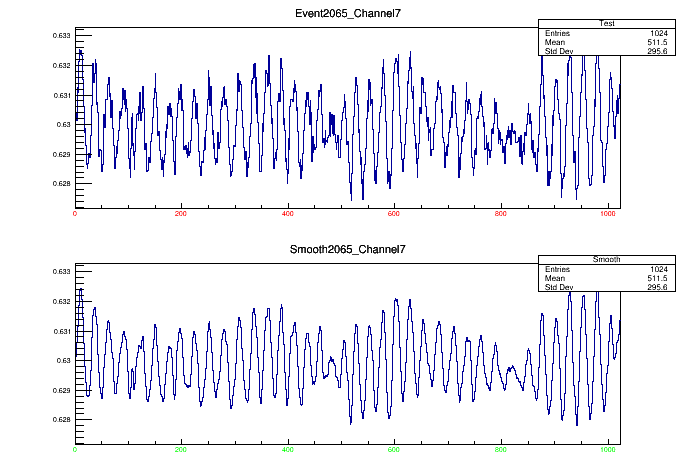 Event2065_Channel7
Test
Entries 1024
Mean 511.5
Std Dev 295.6
0.633
0.632
0.631
0.63
0.629
0.628
0 200 400 600 800 1000
Smooth2065_Channel7
Smooth
Entries 1024
Mean 511.5
Std Dev 295.6
0.633
0.632
0.631
0.63
0.629
0.628
0 200 400 600 800 1000